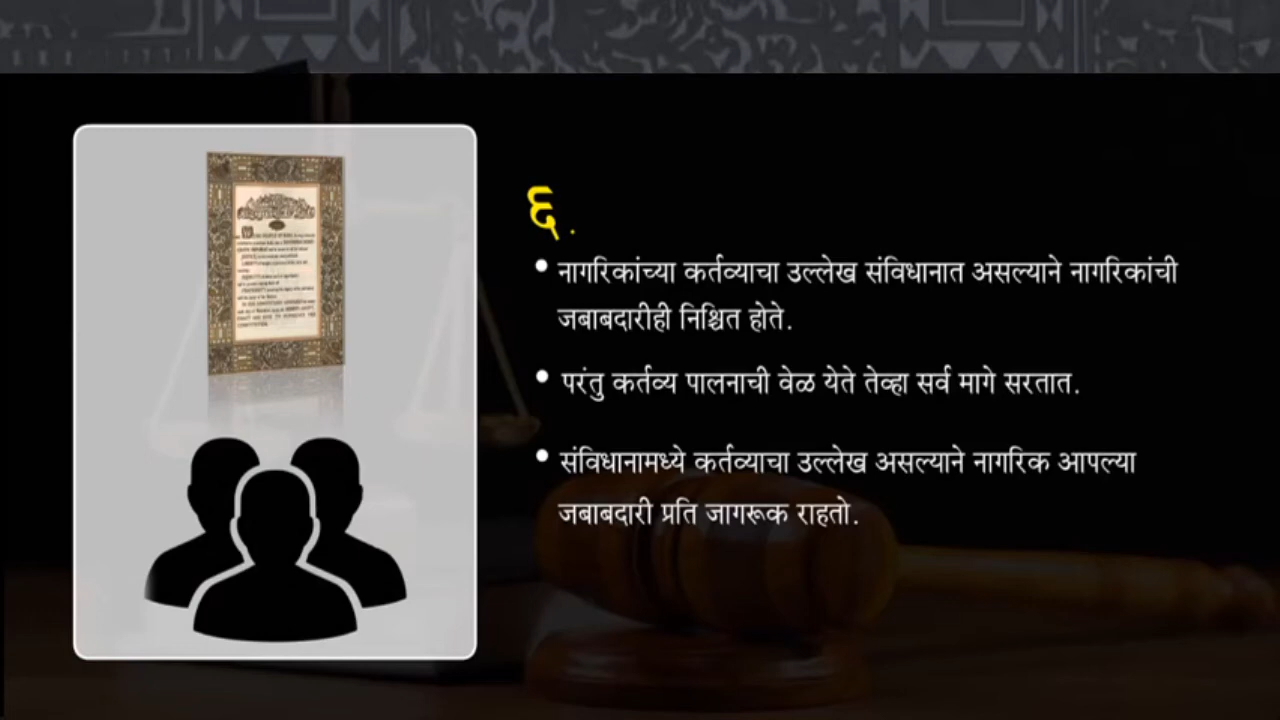 ६.
• नागरिकांच्या कर्तव्याचा उल्लेख संविधानात असल्याने नागरिकांची
जबाबदारीही निश्चित होते.
• परंतु कर्तव्य पालनाची वेळ येते तेव्हा सर्व मागे सरतात.
• संविधानामध्ये कर्तव्याचा उल्लेख असल्याने नागरिक आपल्या
जबाबदारी प्रति जागरूक राहतो.